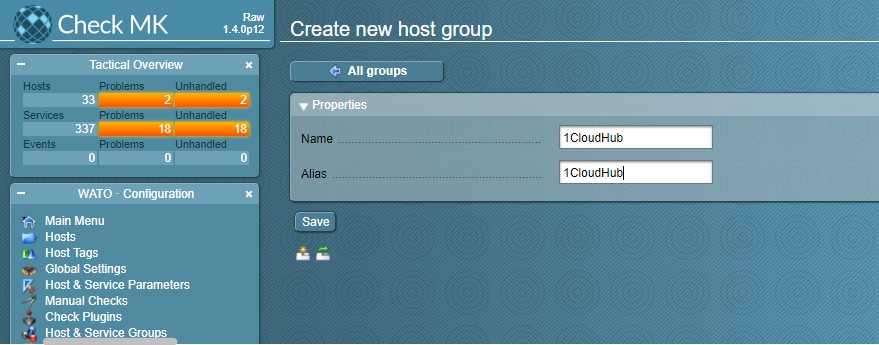 Check MK
Raw
1.4.0p12
Tactical Overview
Hosts Problems Unhandled
33 2 2
Services Problems Unhandled
337 18 18
Events Problems Unhandled
0 0 0
WATO - Configuration
Main Menu
Hosts
Host Tags
Global Settings
Host & Service Parameters
Manual Checks
Check Plugins
Host & Service Groups
Create new host group
All groups
Properties
Name 1CloudHub
Alias 1CloudHub
Save